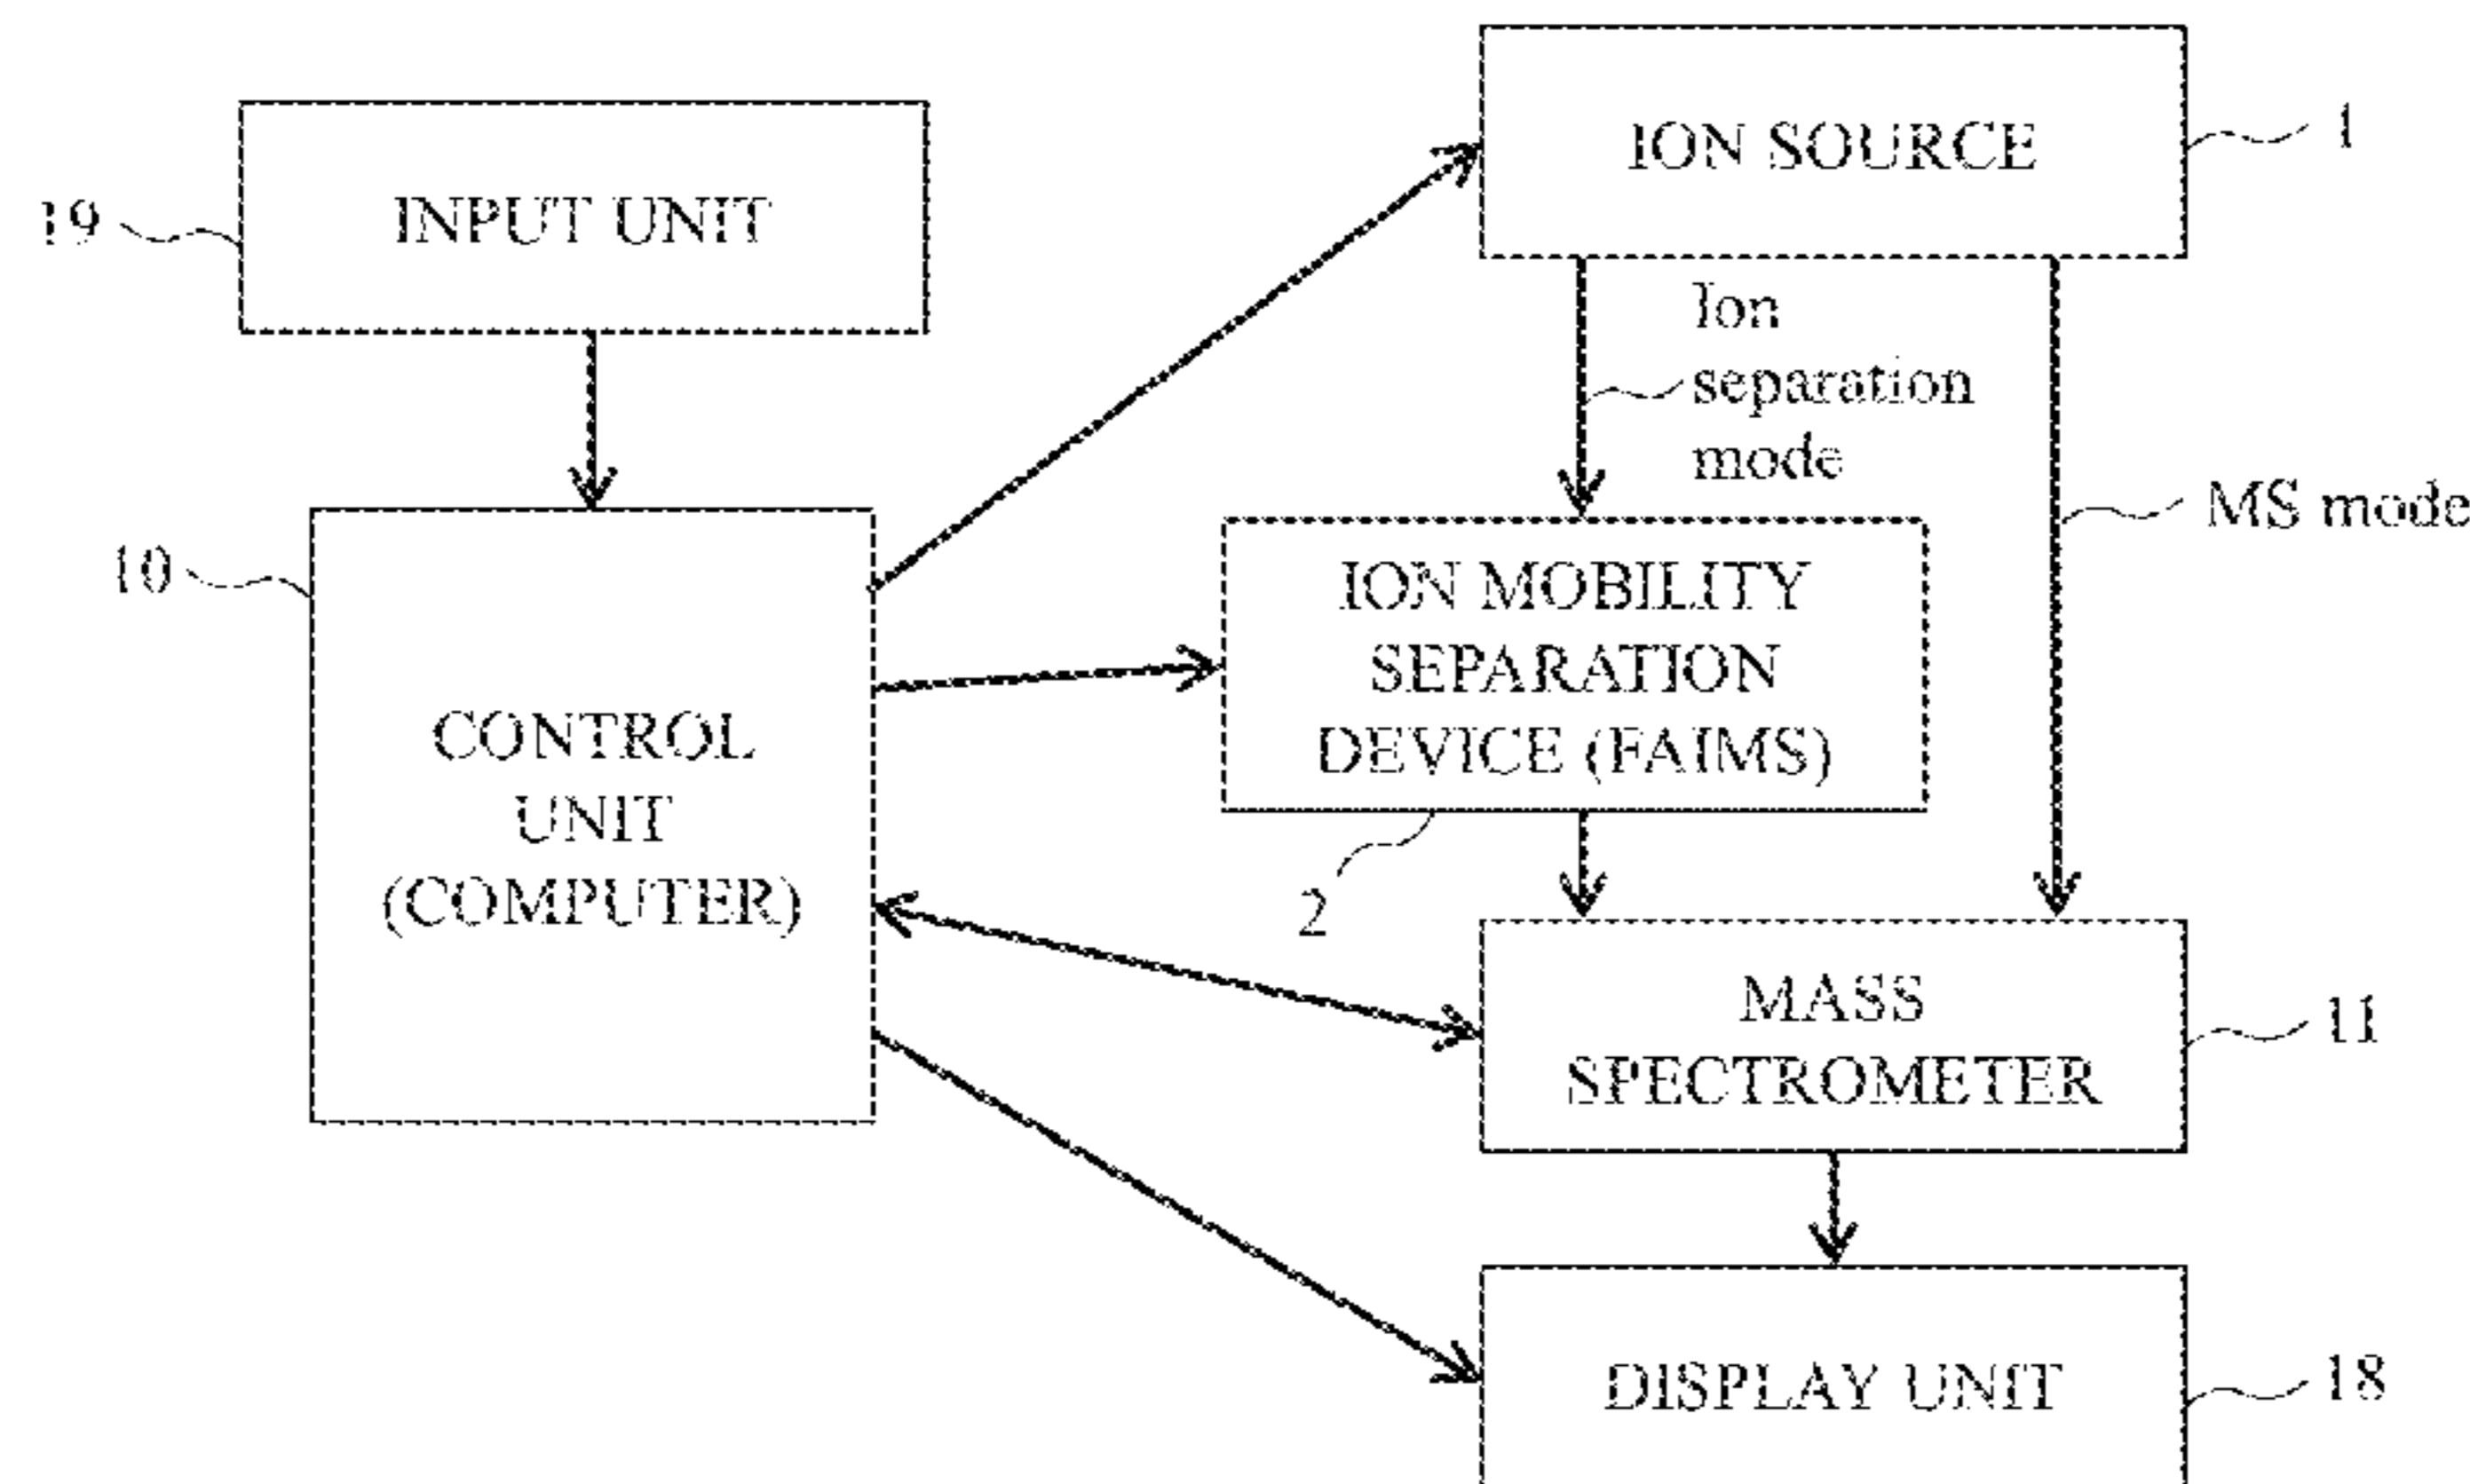 ION SOURCE
1
INPUT UNIT
19
Ion
separation
mode
MS mode
10
ION MOBILITY
SEPARATION
DEVICE (FAIMS)
2
CONTROL
UNIT
(COMPUTER)
MASS
SPECTROMETER
11
DISPLAY UNIT
18